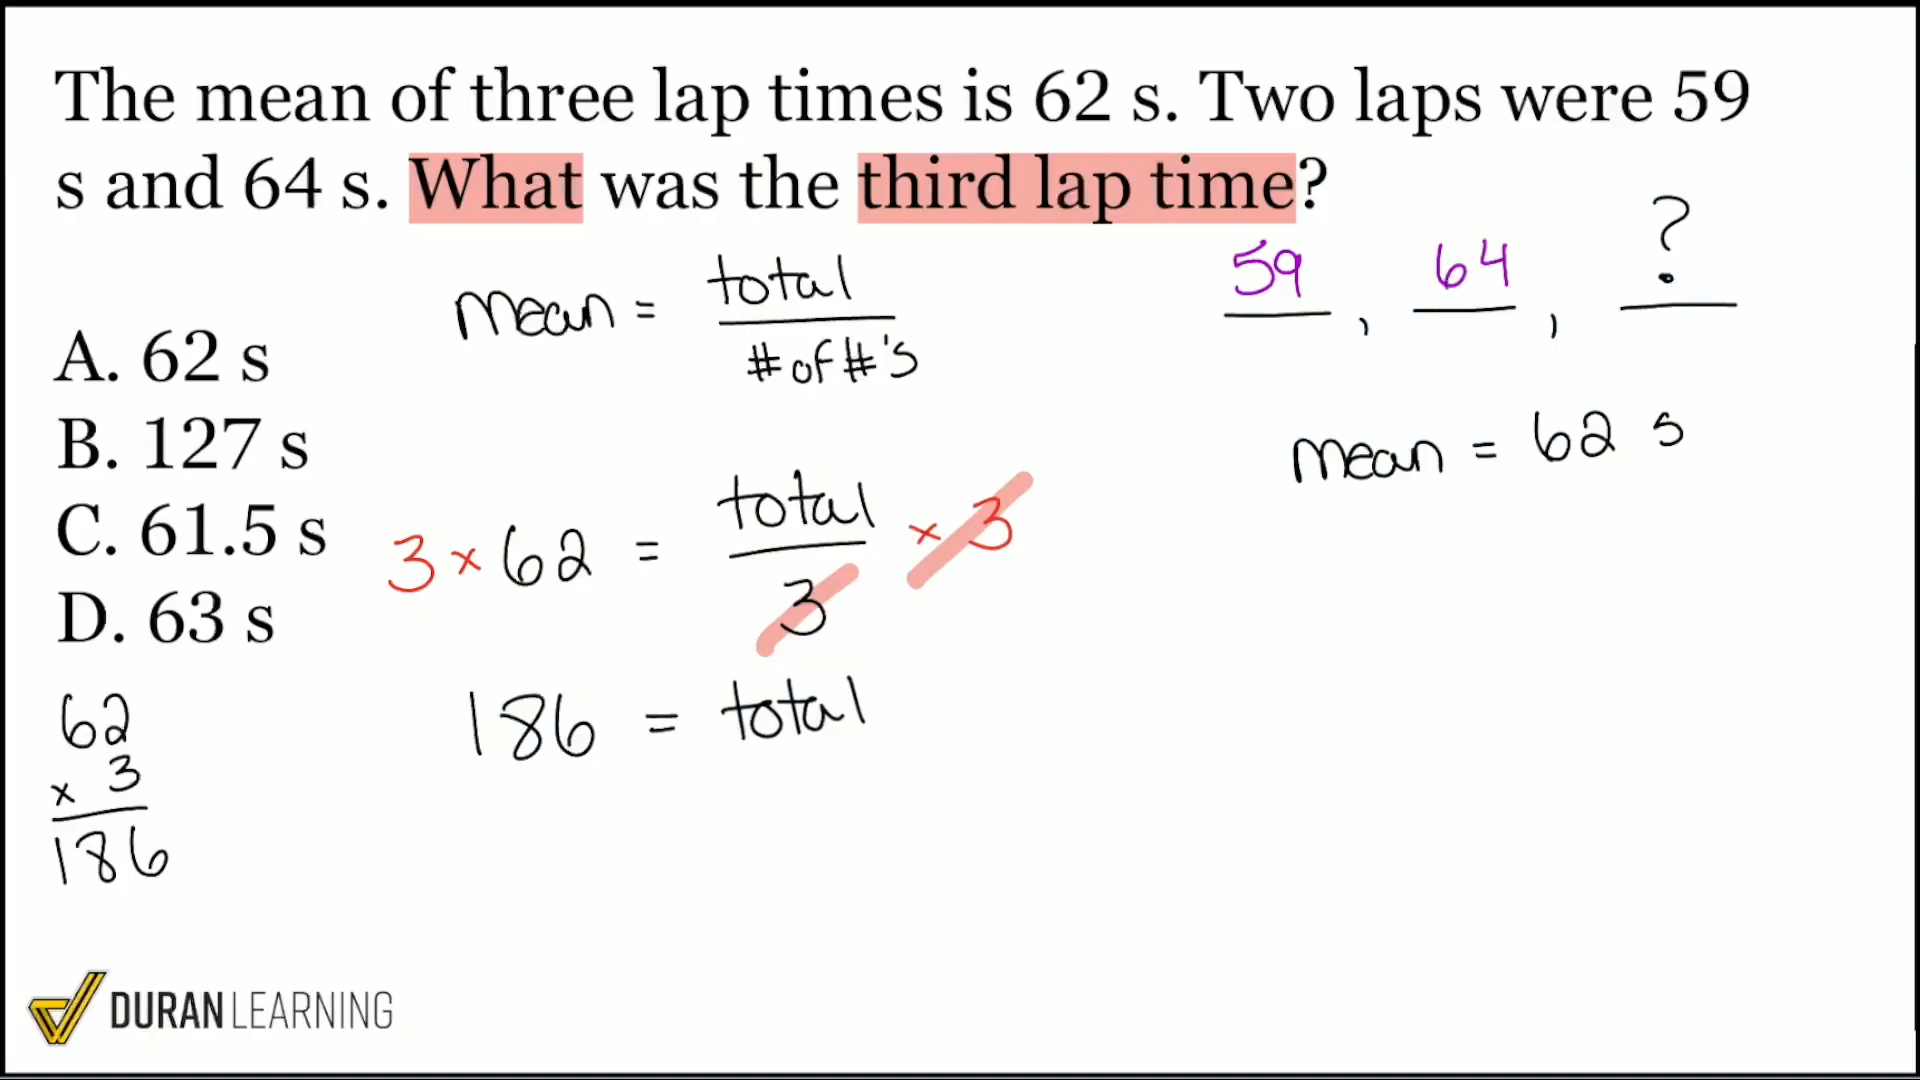 The mean of three lap times is 62 s. Two laps were 59
s and 64 s. What was the third lap time?
mean = total / # of #'s
59 , 64 , ?
A. 62 s
B. 127 s
C. 61.5 s
D. 63 s
mean = 62 s
3 × 62 = total / 3 × 3
186 = total
62
× 3
186
DURAN LEARNING